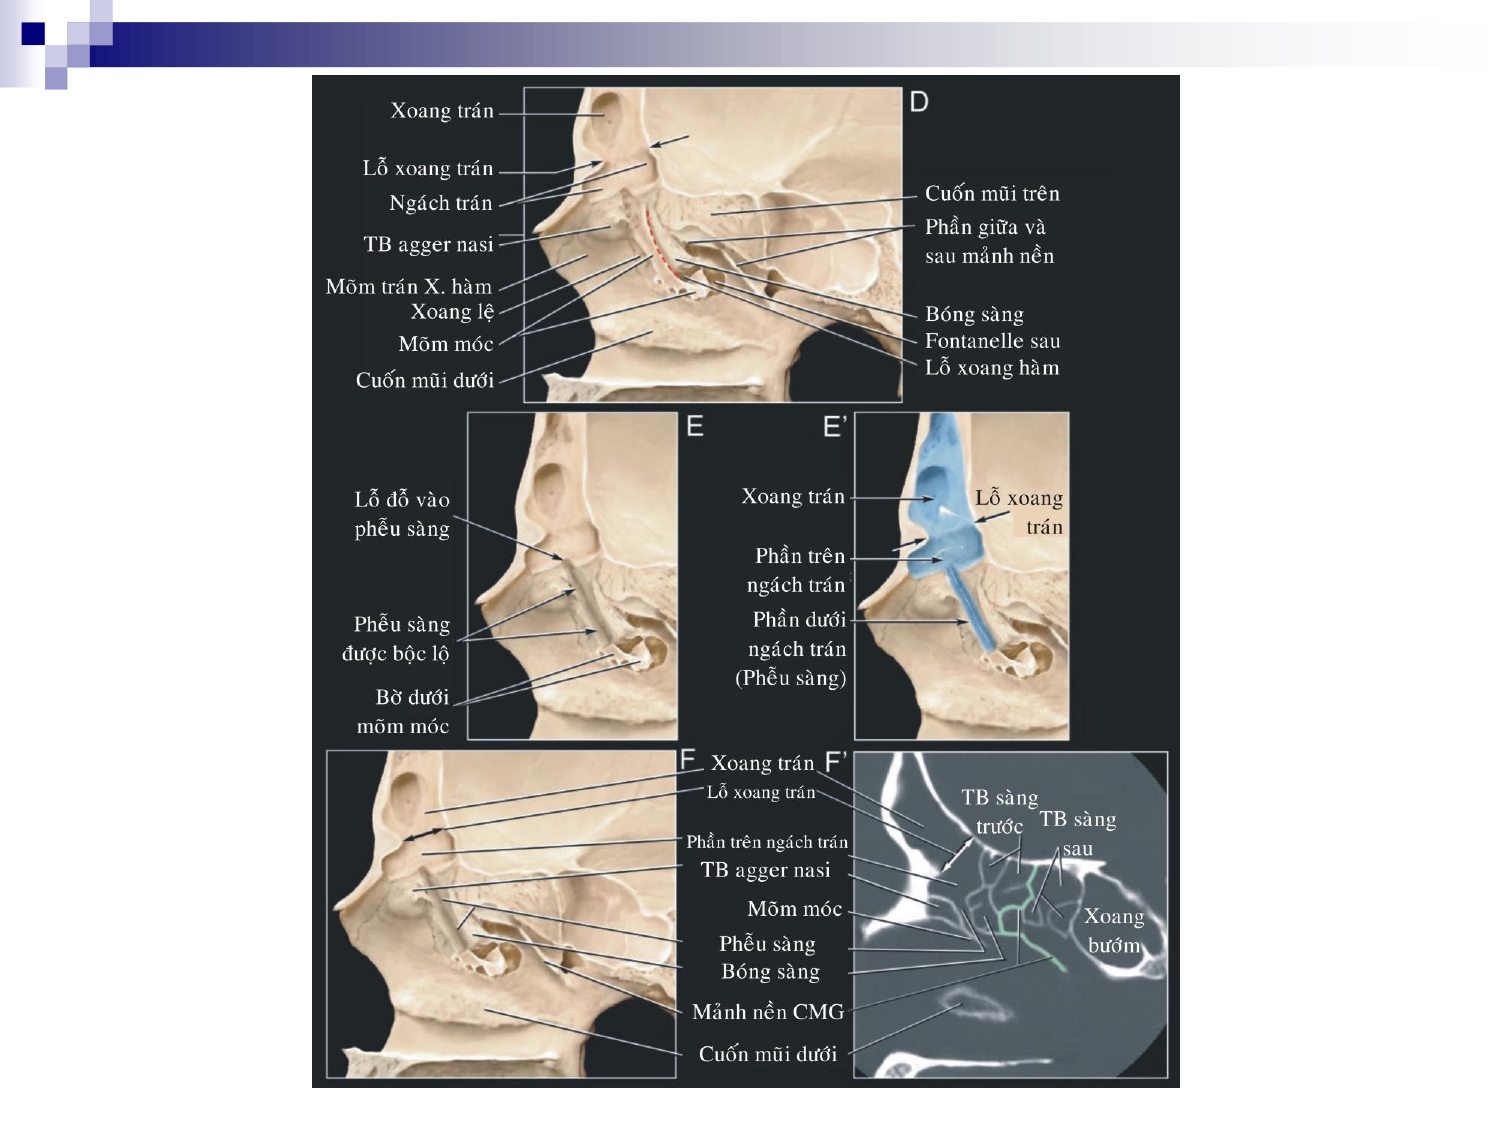 D
Xoang trán
Lỗ xoang trán
Ngách trán
TB agger nasi
Mõm trán X. hàm
Xoang lệ
Mõm móc
Cuốn mũi dưới
Cuốn mũi trên
Phần giữa và
sau mảnh nền
Bóng sàng
Fontanelle sau
Lỗ xoang hàm
E
Lỗ đỗ vào
phễu sàng
Phễu sàng
được bộc lộ
Bờ dưới
mõm móc
E'
Xoang trán
Lỗ xoang
trán
Phần trên
ngách trán
Phần dưới
ngách trán
(Phễu sàng)
F
F'
Xoang trán
Lỗ xoang trán
Phần trên ngách trán
TB agger nasi
Mõm móc
Phễu sàng
Bóng sàng
Mảnh nền CMG
Cuốn mũi dưới
TB sàng
trước
TB sàng
sau
Xoang
bướm